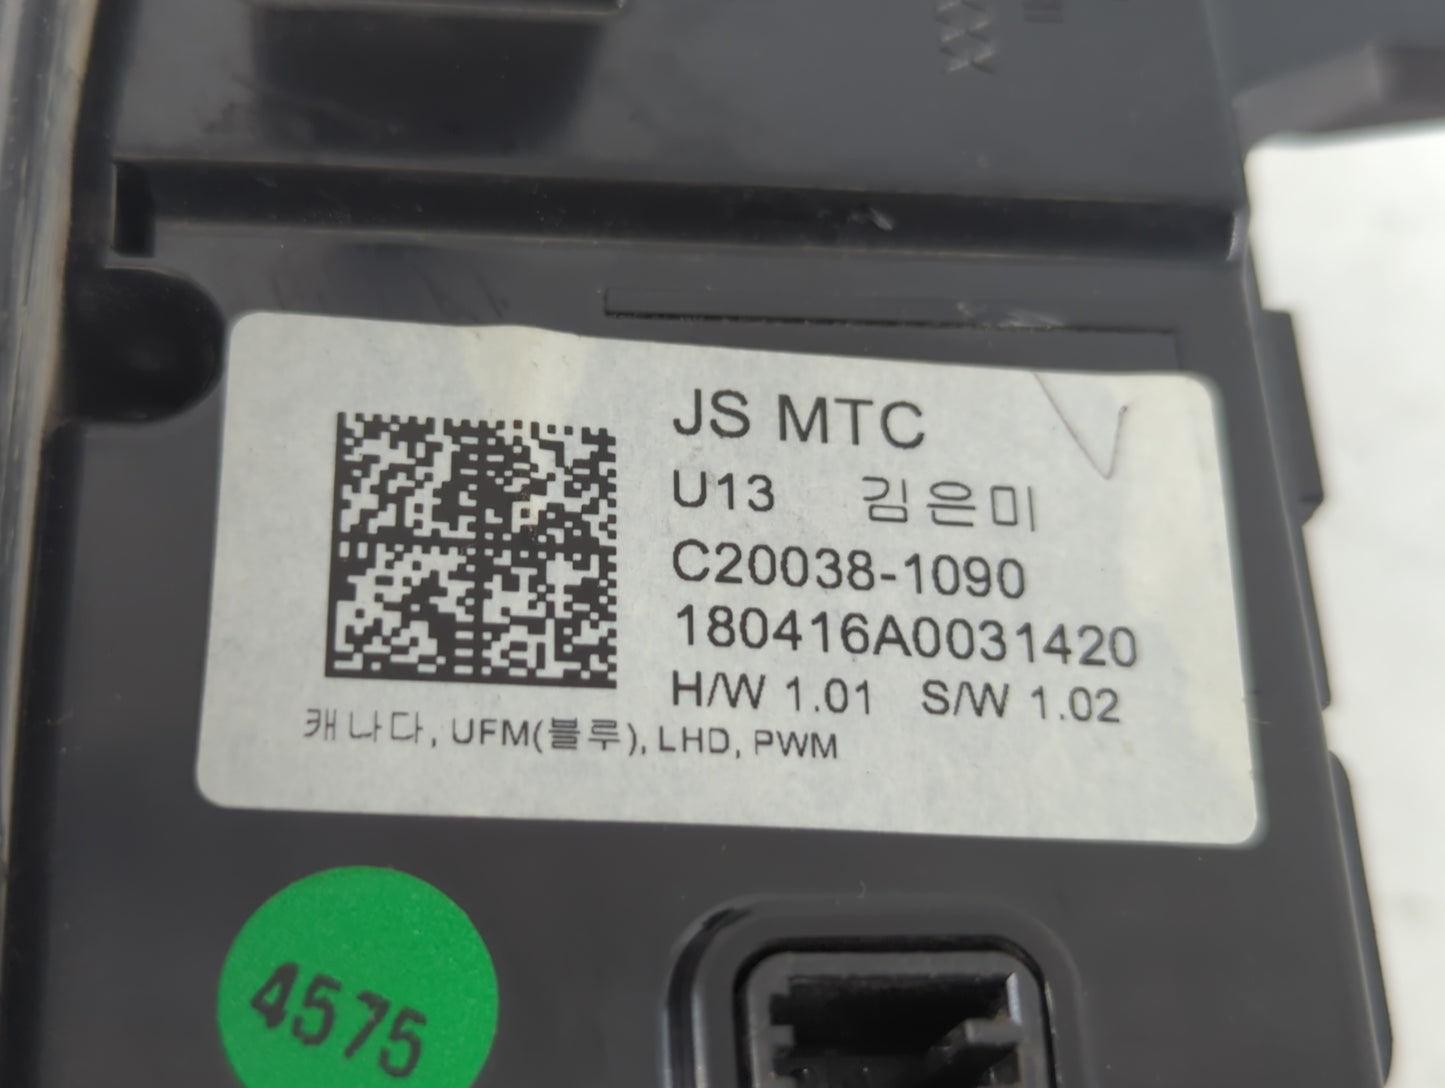 JS MTC
U13 김은미
C20038-1090
180416A0031420
H/W 1.01 S/W 1.02
캐나다, UFM(블루), LHD, PWM
4575